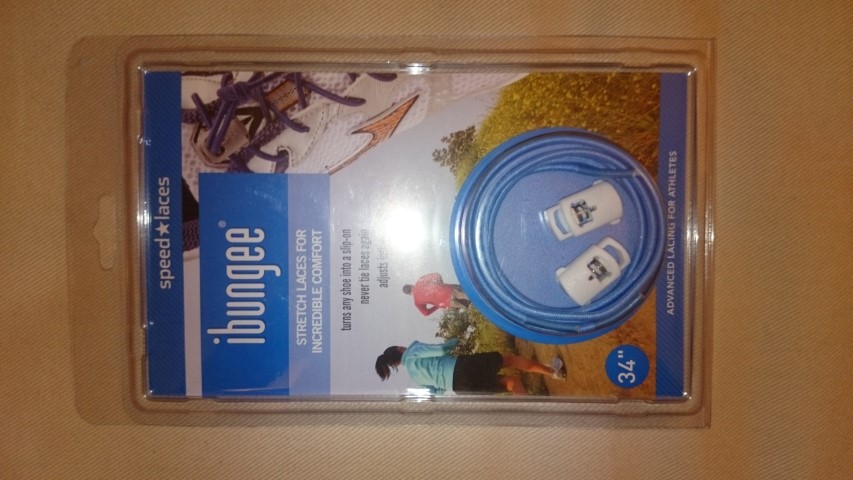 speed★laces
ibungee®
STRETCH LACES FOR
INCREDIBLE COMFORT
turns any shoe into a slip-on
never tie laces again
adjusts
34"
ADVANCED LACING FOR ATHLETES